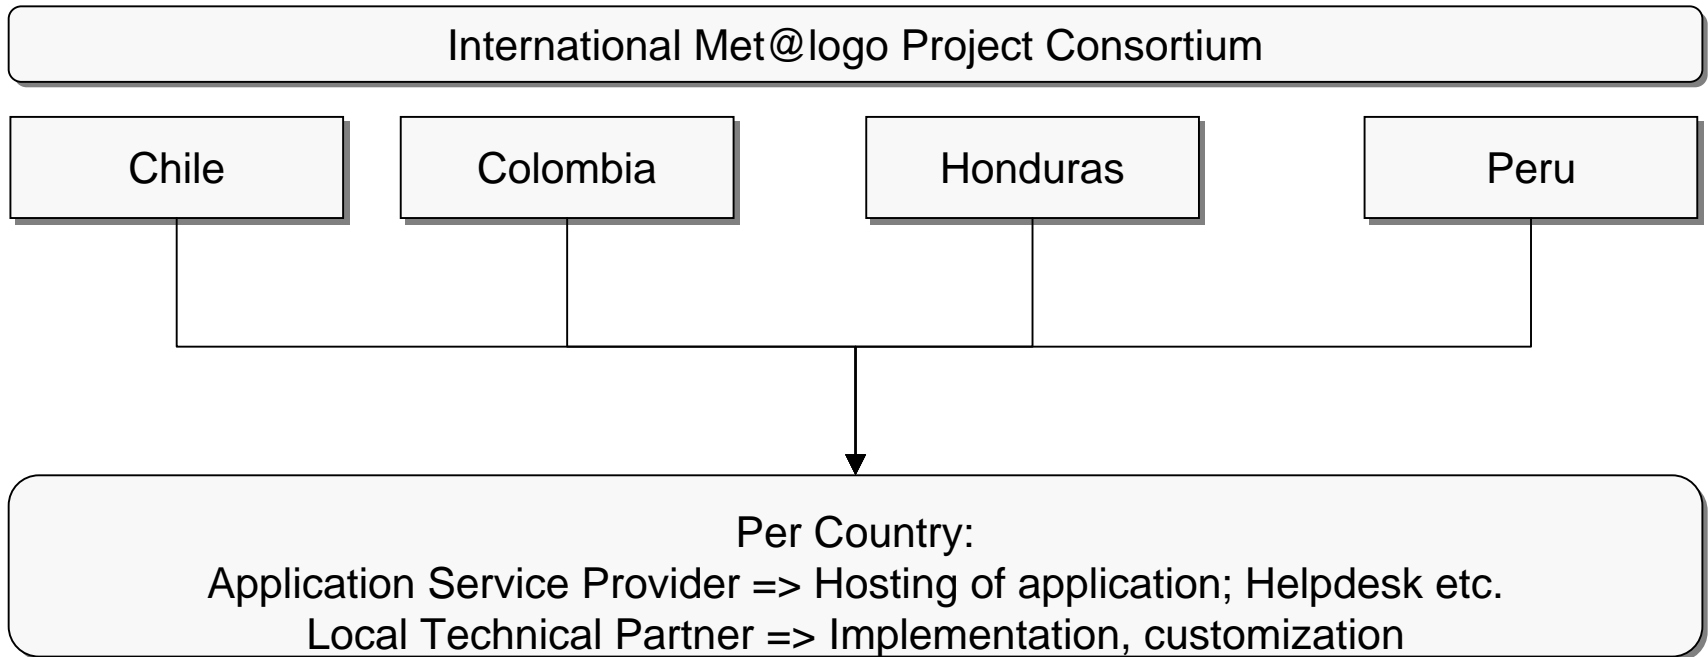 International Met@logo Project Consortium
Chile
Colombia
Honduras
Peru
Per Country:
Application Service Provider => Hosting of application; Helpdesk etc.
Local Technical Partner => Implementation, customization